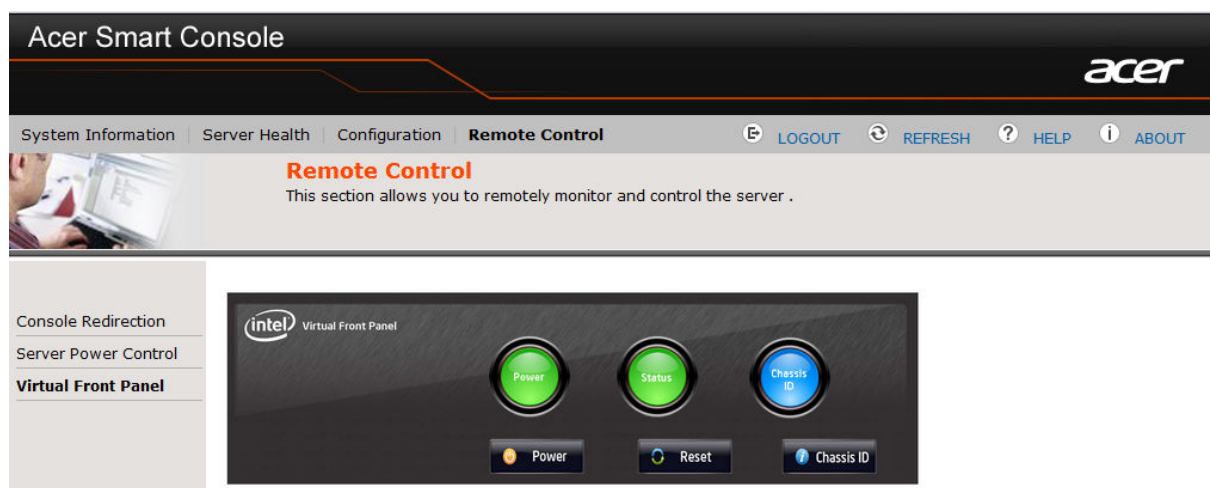 Acer Smart Console
acer
System Information Server Health Configuration Remote Control LOGOUT REFRESH ? HELP i ABOUT
Remote Control
This section allows you to remotely monitor and control the server .
Console Redirection
Server Power Control
Virtual Front Panel
intel Virtual Front Panel
Power Status Chassis ID
Power Reset Chassis ID